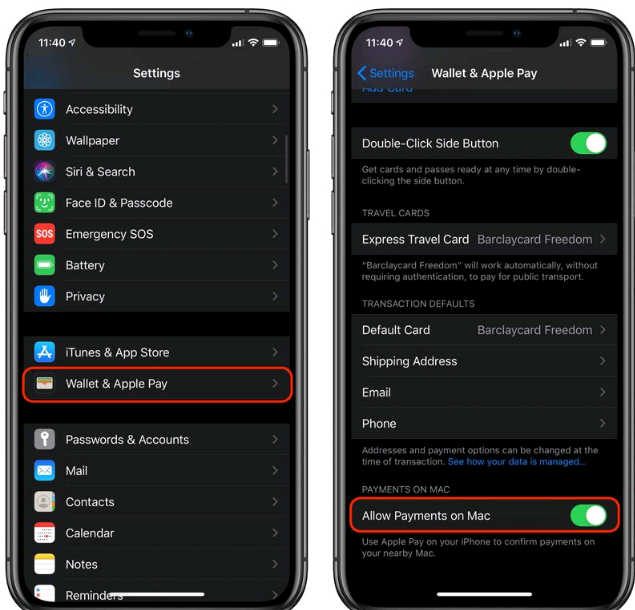 11:40
Settings
Accessibility
Wallpaper
Siri & Search
Face ID & Passcode
SOS Emergency SOS
Battery
Privacy
iTunes & App Store
Wallet & Apple Pay
Passwords & Accounts
Mail
Contacts
Calendar
Notes
Reminders
11:40
Settings Wallet & Apple Pay
Add Card
Double-Click Side Button
Get cards and passes ready at any time by double-
clicking the side button.
TRAVEL CARDS
Express Travel Card Barclaycard Freedom
"Barclaycard Freedom" will work automatically, without
requiring authentication, to pay for public transport.
TRANSACTION DEFAULTS
Default Card Barclaycard Freedom
Shipping Address
Email
Phone
Addresses and payment options can be changed at the
time of transaction. See how your data is managed...
PAYMENTS ON MAC
Allow Payments on Mac
Use Apple Pay on your iPhone to confirm payments on
your nearby Mac.